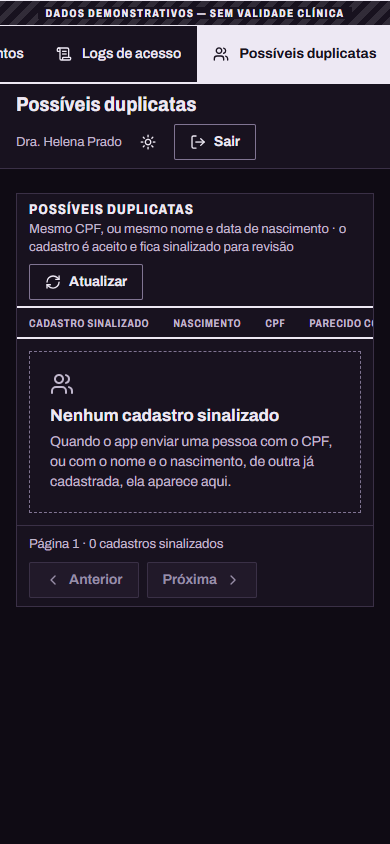 DADOS DEMONSTRATIVOS — SEM VALIDADE CLÍNICA
ntos
Logs de acesso
Possíveis duplicatas
Possíveis duplicatas
Dra. Helena Prado
Sair
POSSÍVEIS DUPLICATAS
Mesmo CPF, ou mesmo nome e data de nascimento · o
cadastro é aceito e fica sinalizado para revisão
Atualizar
CADASTRO SINALIZADO NASCIMENTO CPF PARECIDO CO
Nenhum cadastro sinalizado
Quando o app enviar uma pessoa com o CPF,
ou com o nome e o nascimento, de outra já
cadastrada, ela aparece aqui.
Página 1 · 0 cadastros sinalizados
Anterior
Próxima